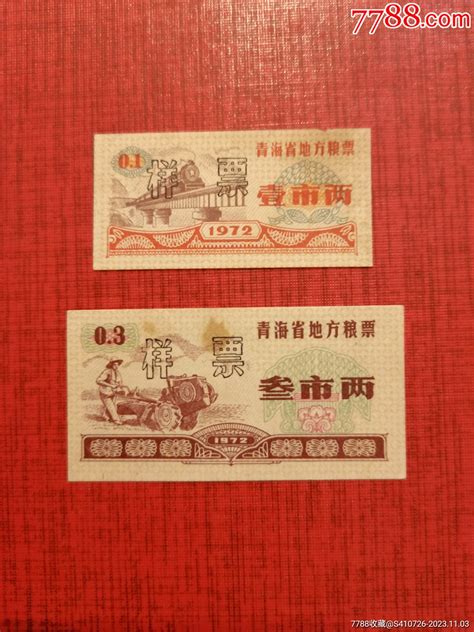 7788.com
0.1
青海省地方粮票
样票
壹市两
1972
0.3
青海省地方粮票
样票
叁市两
1972
7788收藏@S410726-2023.11.03